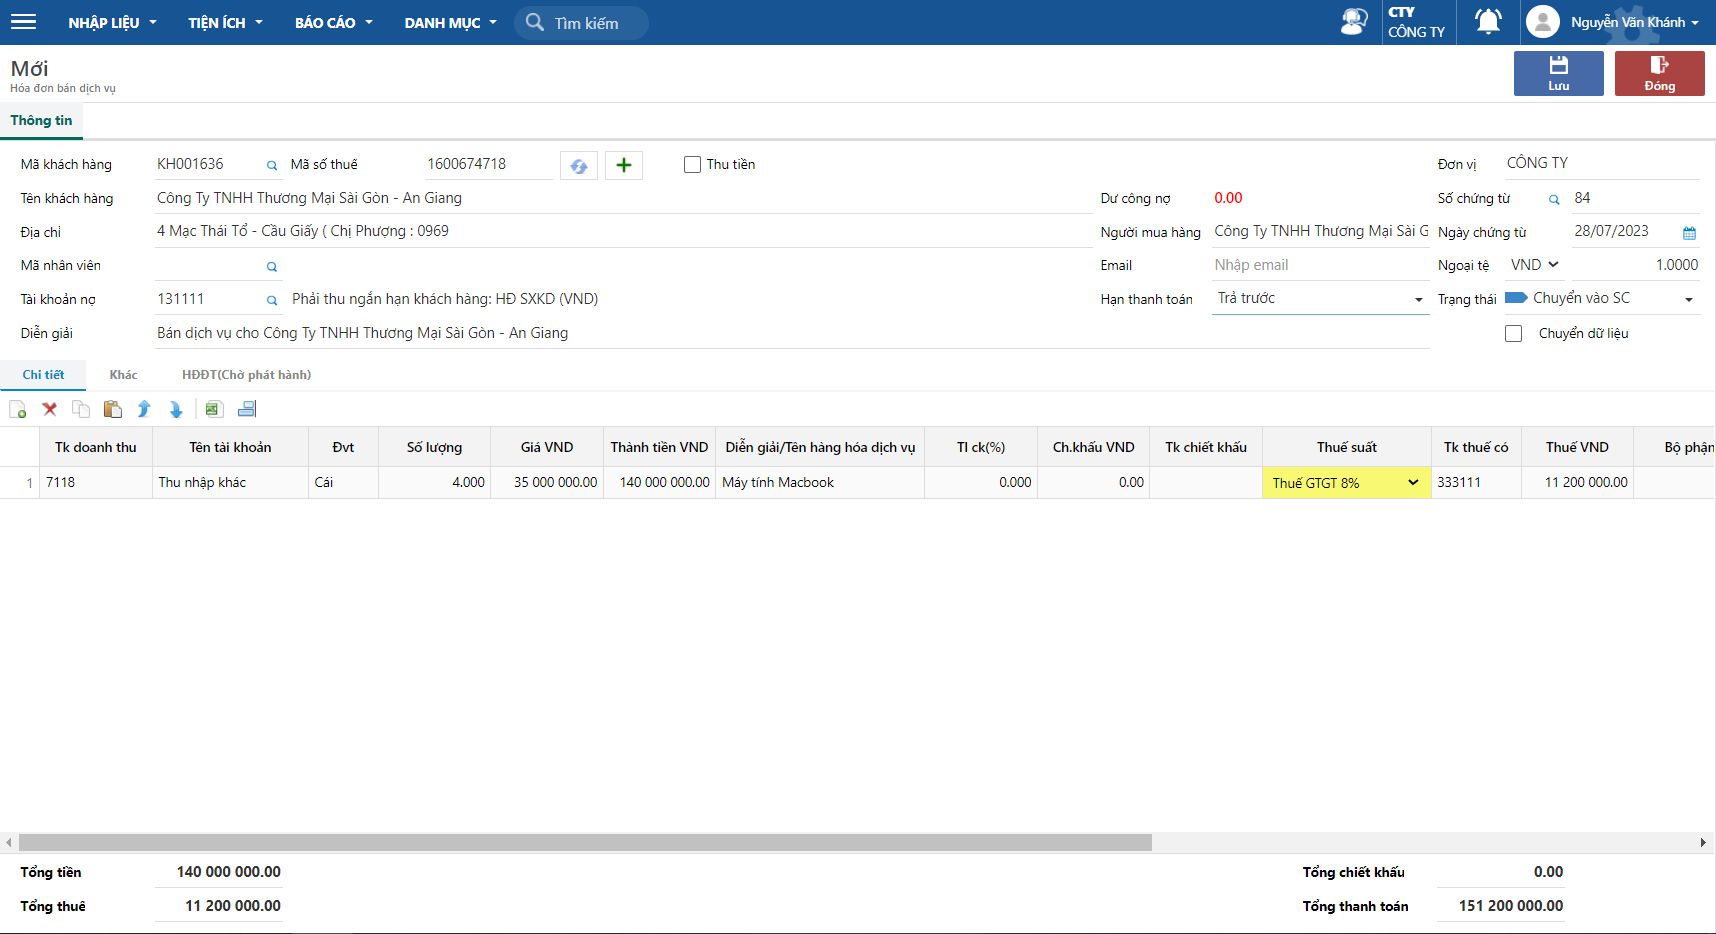 NHẬP LIỆU TIỆN ÍCH BÁO CÁO DANH MỤC Tìm kiếm CTY CÔNG TY Nguyễn Văn Khánh
Mới
Hóa đơn bán dịch vụ
Lưu Đóng
Thông tin
Mã khách hàng KH001636 Mã số thuế 1600674718 Thu tiền Đơn vị CÔNG TY
Tên khách hàng Công Ty TNHH Thương Mại Sài Gòn - An Giang Dư công nợ 0.00 Số chứng từ 84
Địa chỉ 4 Mạc Thái Tổ - Cầu Giấy ( Chị Phượng : 0969 Người mua hàng Công Ty TNHH Thương Mại Sài G Ngày chứng từ 28/07/2023
Mã nhân viên Email Nhập email Ngoại tệ VND 1.0000
Tài khoản nợ 131111 Phải thu ngắn hạn khách hàng: HĐ SXKD (VND) Hạn thanh toán Trả trước Trạng thái Chuyển vào SC
Diễn giải Bán dịch vụ cho Công Ty TNHH Thương Mại Sài Gòn - An Giang Chuyển dữ liệu
Chi tiết Khác HĐĐT(Chờ phát hành)
Tk doanh thu Tên tài khoản Đvt Số lượng Giá VND Thành tiền VND Diễn giải/Tên hàng hóa dịch vụ Tl ck(%) Ch.khấu VND Tk chiết khấu Thuế suất Tk thuế có Thuế VND Bộ phận
1 7118 Thu nhập khác Cái 4.000 35 000 000.00 140 000 000.00 Máy tính Macbook 0.000 0.00 Thuế GTGT 8% 333111 11 200 000.00
Tổng tiền 140 000 000.00 Tổng chiết khấu 0.00
Tổng thuế 11 200 000.00 Tổng thanh toán 151 200 000.00